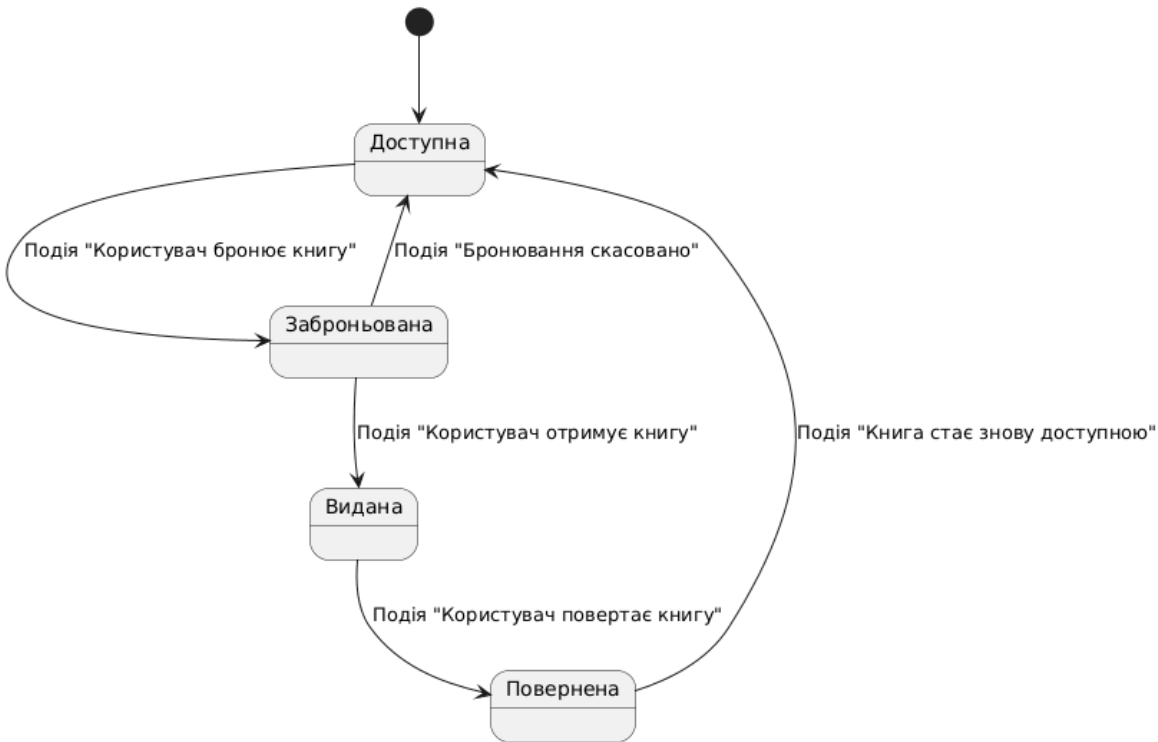 Доступна
Подія "Користувач бронює книгу"
Подія "Бронювання скасовано"
Заброньована
Подія "Користувач отримує книгу"
Подія "Книга стає знову доступною"
Видана
Подія "Користувач повертає книгу"
Повернена